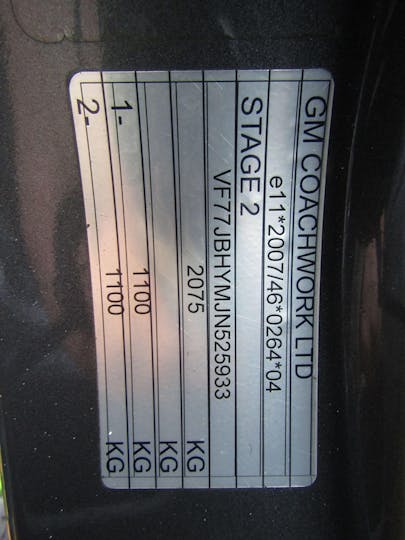 GM COACHWORK LTD
e11*2007/46*0264*04
STAGE 2
VF77JBHYMJN525933
2075 KG
KG
1- 1100 KG
2- 1100 KG